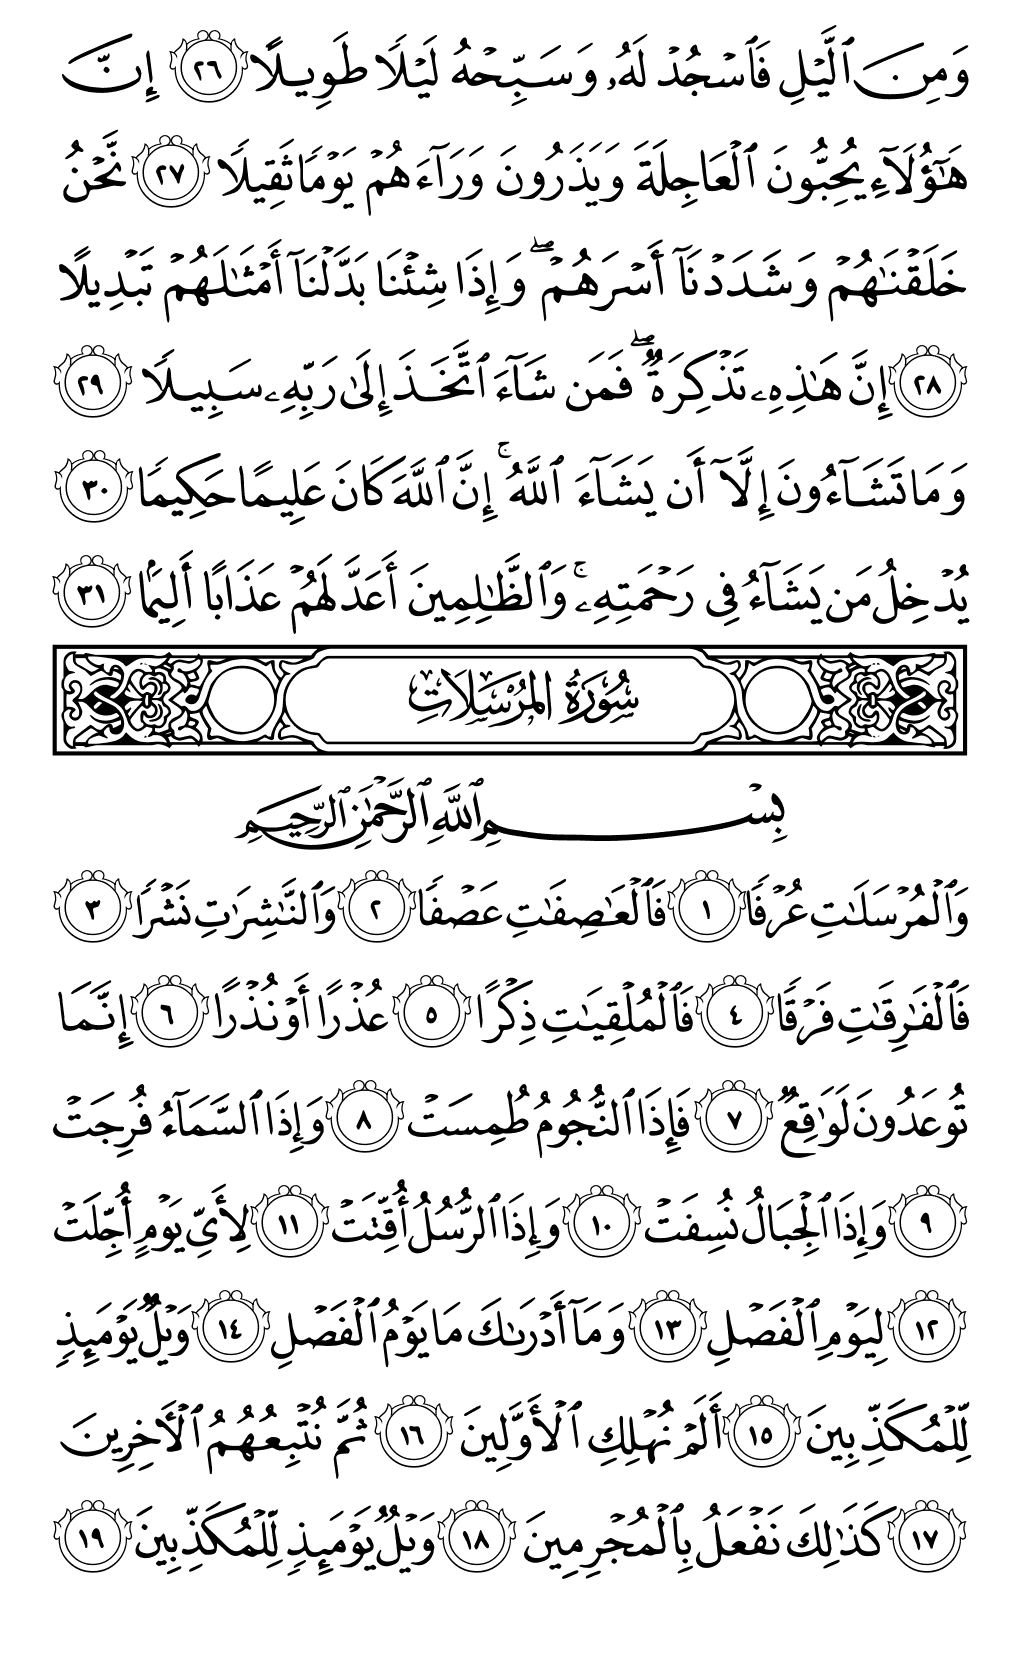 وَمِنَ ٱلَّيۡلِ فَٱسۡجُدۡ لَهُۥ وَسَبِّحۡهُ لَيۡلٗا طَوِيلًا ٢٦ إِنَّ
هَٰٓؤُلَآءِ يُحِبُّونَ ٱلۡعَاجِلَةَ وَيَذَرُونَ وَرَآءَهُمۡ يَوۡمٗا ثَقِيلٗا ٢٧ نَّحۡنُ
خَلَقۡنَٰهُمۡ وَشَدَدۡنَآ أَسۡرَهُمۡۖ وَإِذَا شِئۡنَا بَدَّلۡنَآ أَمۡثَٰلَهُمۡ تَبۡدِيلًا
٢٨ إِنَّ هَٰذِهِۦ تَذۡكِرَةٞۖ فَمَن شَآءَ ٱتَّخَذَ إِلَىٰ رَبِّهِۦ سَبِيلٗا ٢٩
وَمَا تَشَآءُونَ إِلَّآ أَن يَشَآءَ ٱللَّهُۚ إِنَّ ٱللَّهَ كَانَ عَلِيمًا حَكِيمٗا ٣٠
يُدۡخِلُ مَن يَشَآءُ فِي رَحۡمَتِهِۦۚ وَٱلظَّٰلِمِينَ أَعَدَّ لَهُمۡ عَذَابًا أَلِيمَۢا ٣١
سُورَةُ المُرْسَلَاتِ
بِسۡمِ ٱللَّهِ ٱلرَّحۡمَٰنِ ٱلرَّحِيمِ
وَٱلۡمُرۡسَلَٰتِ عُرۡفٗا ١ فَٱلۡعَٰصِفَٰتِ عَصۡفٗا ٢ وَٱلنَّٰشِرَٰتِ نَشۡرٗا ٣
فَٱلۡفَٰرِقَٰتِ فَرۡقٗا ٤ فَٱلۡمُلۡقِيَٰتِ ذِكۡرًا ٥ عُذۡرًا أَوۡ نُذۡرًا ٦ إِنَّمَا
تُوعَدُونَ لَوَٰقِعٞ ٧ فَإِذَا ٱلنُّجُومُ طُمِسَتۡ ٨ وَإِذَا ٱلسَّمَآءُ فُرِجَتۡ
٩ وَإِذَا ٱلۡجِبَالُ نُسِفَتۡ ١٠ وَإِذَا ٱلرُّسُلُ أُقِّتَتۡ ١١ لِأَيِّ يَوۡمٍ أُجِّلَتۡ
١٢ لِيَوۡمِ ٱلۡفَصۡلِ ١٣ وَمَآ أَدۡرَىٰكَ مَا يَوۡمُ ٱلۡفَصۡلِ ١٤ وَيۡلٞ يَوۡمَئِذٖ
لِّلۡمُكَذِّبِينَ ١٥ أَلَمۡ نُهۡلِكِ ٱلۡأَوَّلِينَ ١٦ ثُمَّ نُتۡبِعُهُمُ ٱلۡأٓخِرِينَ
١٧ كَذَٰلِكَ نَفۡعَلُ بِٱلۡمُجۡرِمِينَ ١٨ وَيۡلٞ يَوۡمَئِذٖ لِّلۡمُكَذِّبِينَ ١٩